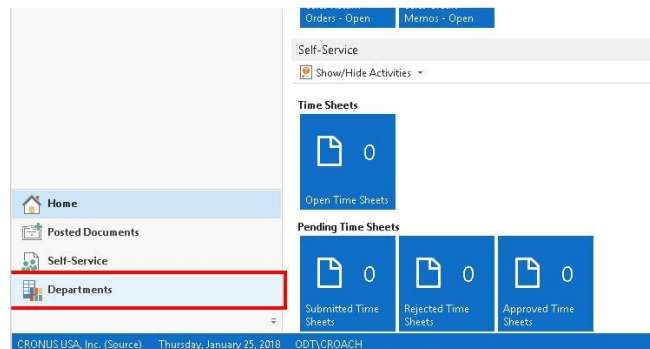 Orders - Open
Memos - Open
Self-Service
Show/Hide Activities
Time Sheets
0
Open Time Sheets
Home
Posted Documents
Self-Service
Departments
Pending Time Sheets
0
0
0
Submitted Time
Sheets
Rejected Time
Sheets
Approved Time
Sheets
CRONUS USA, Inc. (Source) Thursday, January 25, 2018 ODT\CROACH